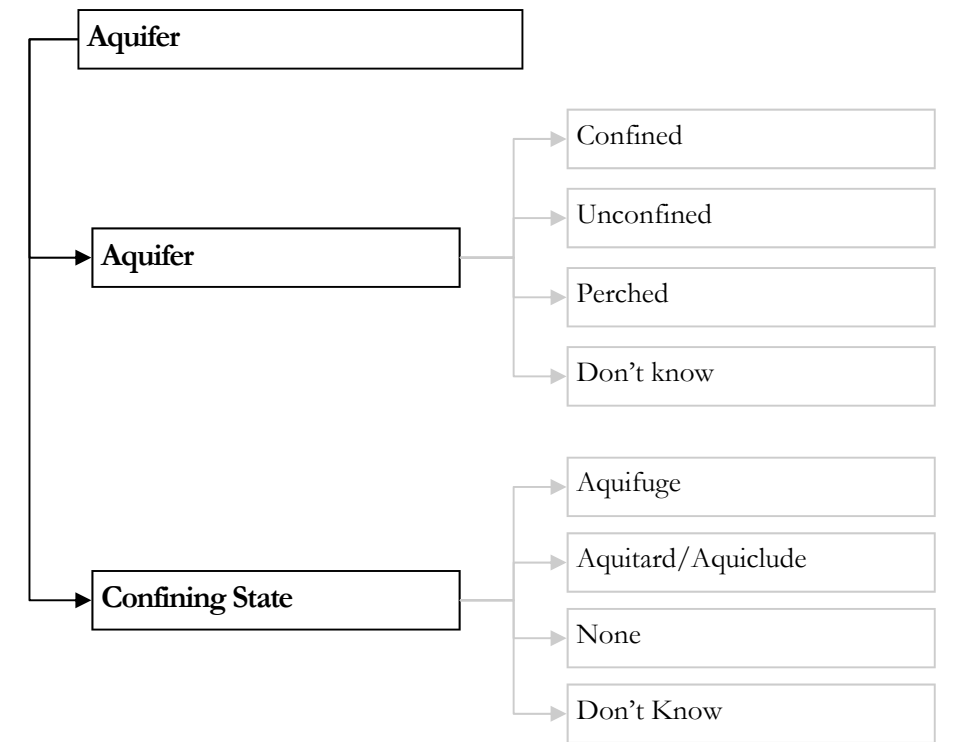 Aquifer
Confined
Unconfined
Aquifer
Perched
Don’t know
Aquifuge
Aquitard/Aquiclude
Confining State
None
Don’t Know